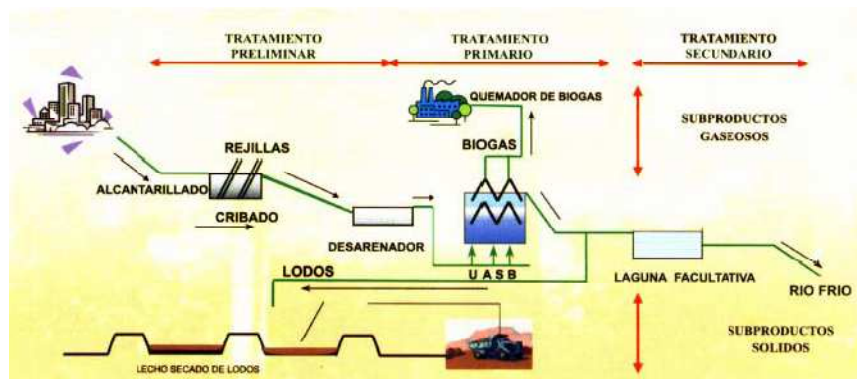 TRATAMIENTO
PRELIMINAR
TRATAMIENTO
PRIMARIO
TRATAMIENTO
SECUNDARIO
QUEMADOR DE BIOGAS
SUBPRODUCTOS
GASEOSOS
REJILLAS
BIOGAS
ALCANTARILLADO
CRIBADO
DESARENADOR
LODOS
U A S B
LAGUNA FACULTATIVA
RIO FRIO
SUBPRODUCTOS
SOLIDOS
LECHO SECADO DE LODOS